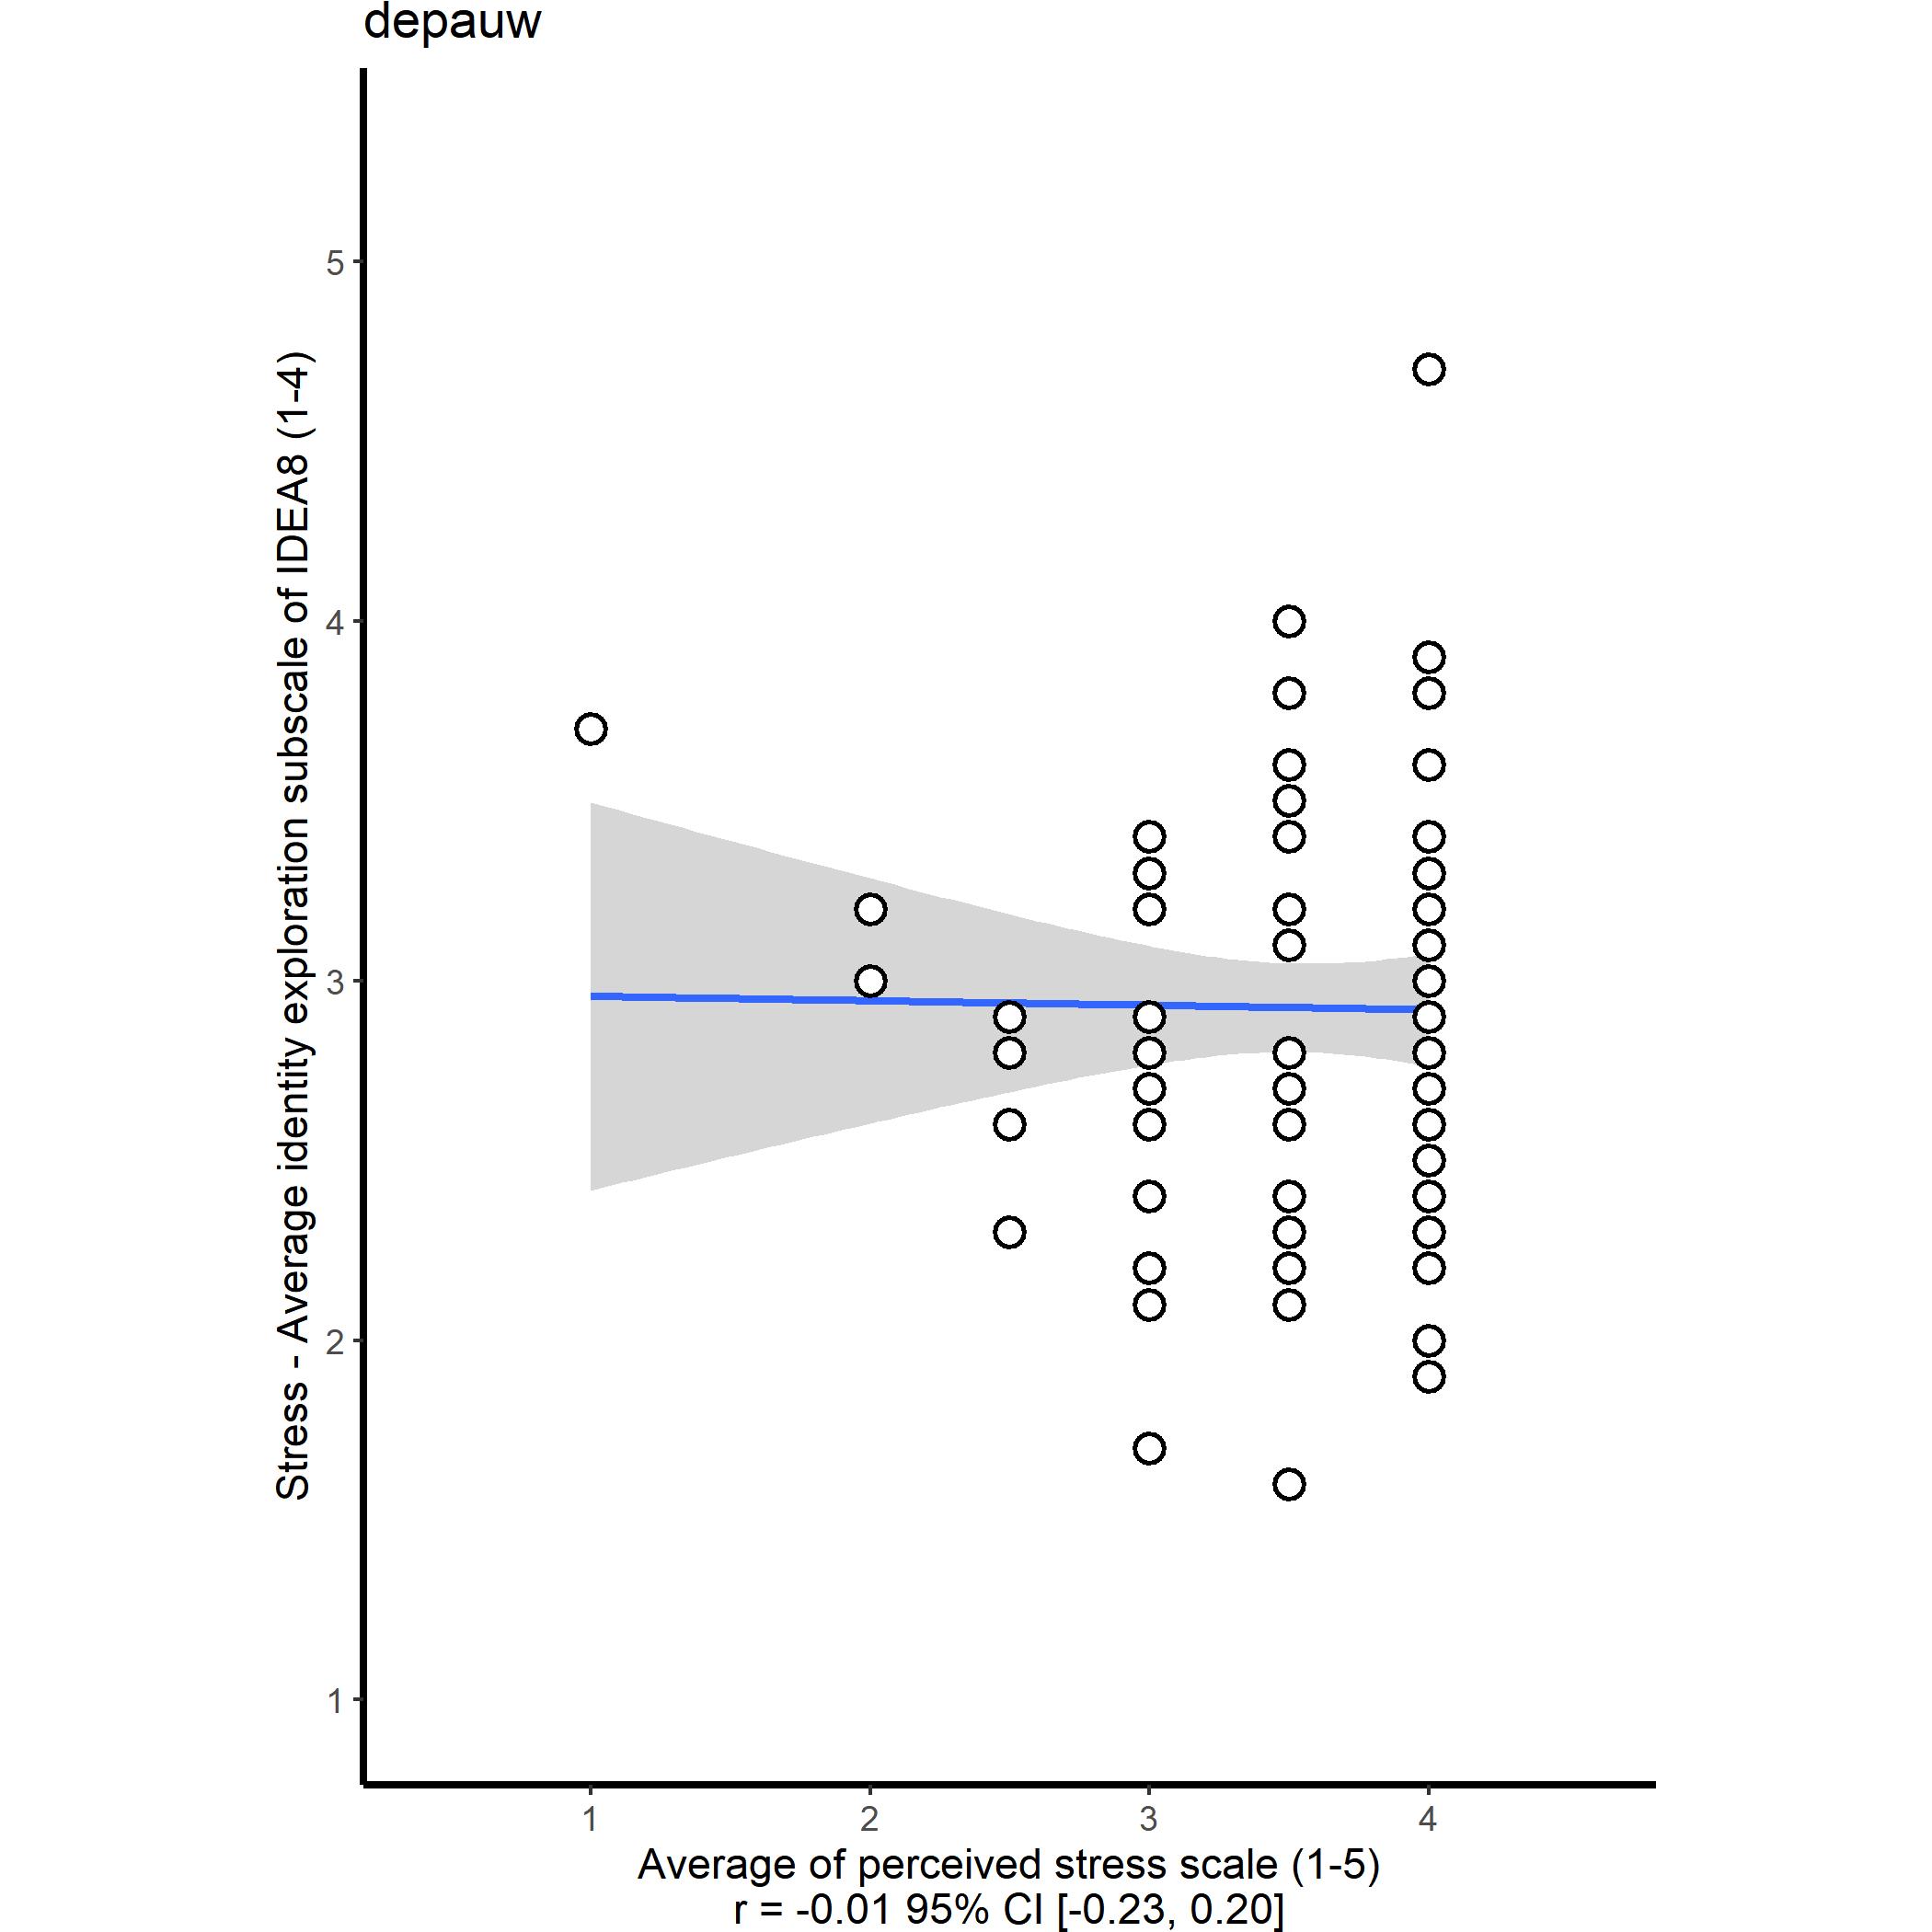 depauw
Stress - Average identity exploration subscale of IDEA8 (1-4)
5
4
3
2
1
1
2
3
4
Average of perceived stress scale (1-5)
r = -0.01 95% CI [-0.23, 0.20]